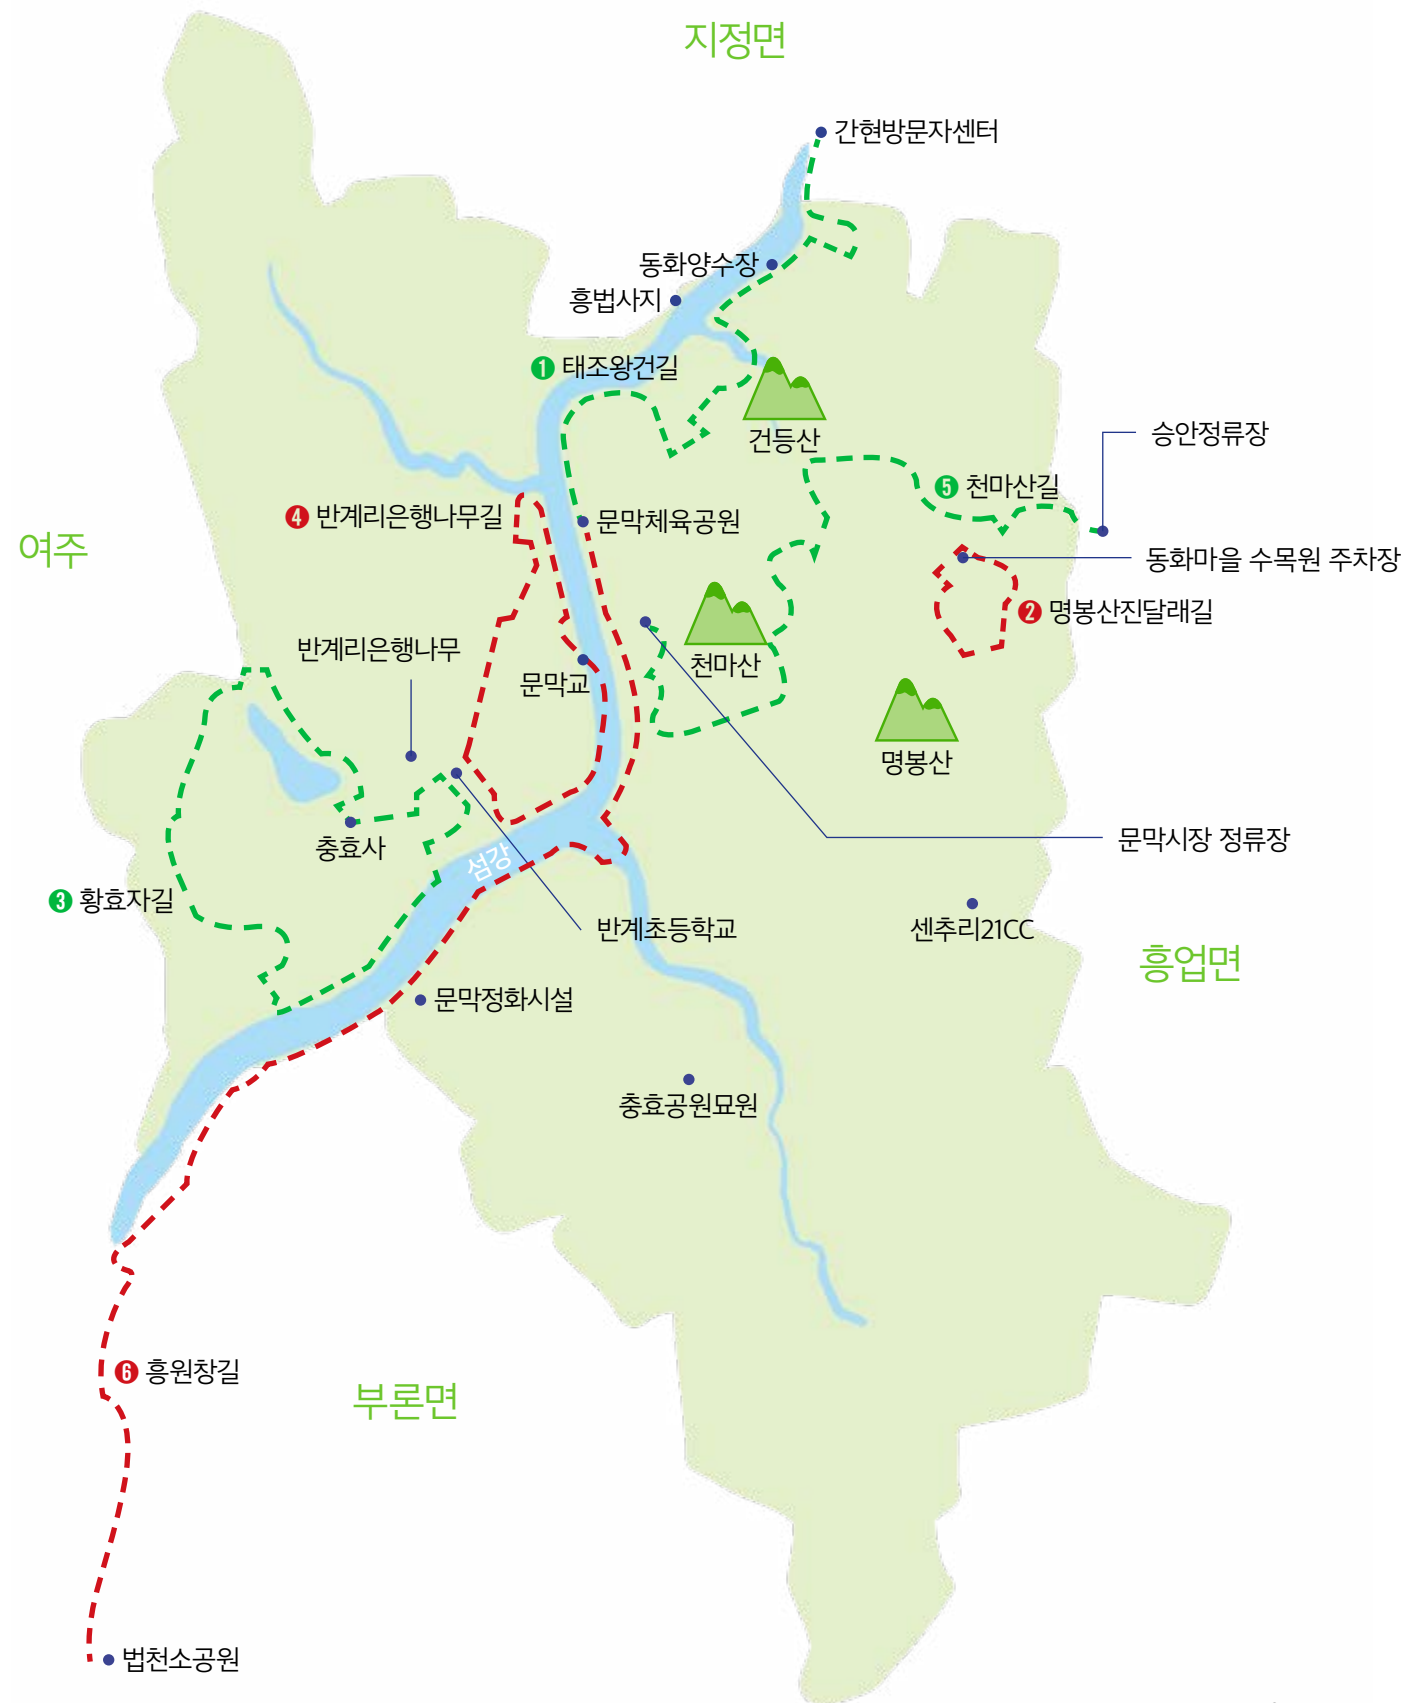 지정면
간현방문자센터
동화양수장
흥법사지
❶ 태조왕건길
건등산
승안정류장
❺ 천마산길
❹ 반계리은행나무길
문막체육공원
여주
동화마을 수목원 주차장
❷ 명봉산진달래길
반계리은행나무
천마산
문막교
명봉산
문막시장 정류장
충효사
섬강
❸ 황효자길
반계초등학교
센추리21CC
흥업면
문막정화시설
충효공원묘원
❻ 흥원창길
부론면
법천소공원